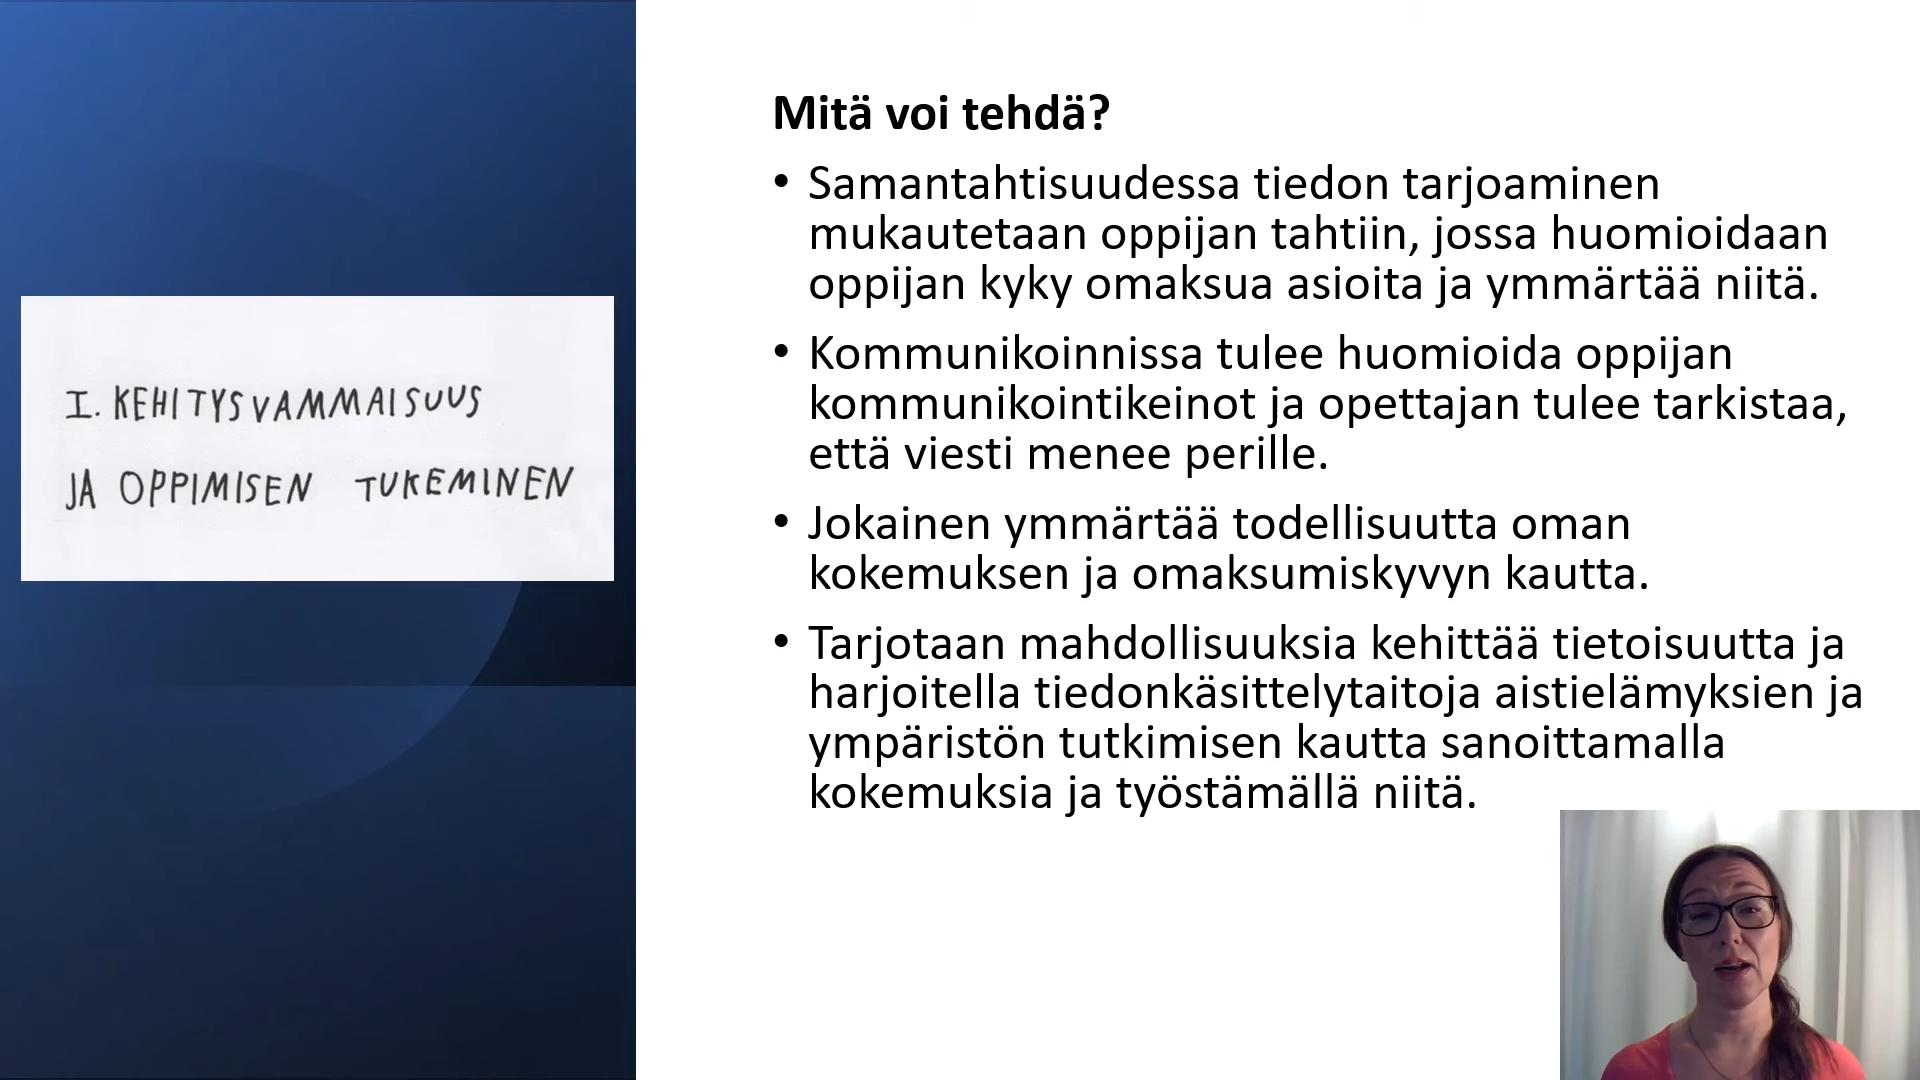 I. KEHITYSVAMMAISUUS
JA OPPIMISEN TUKEMINEN
Mitä voi tehdä?
• Samantahtisuudessa tiedon tarjoaminen
mukautetaan oppijan tahtiin, jossa huomioidaan
oppijan kyky omaksua asioita ja ymmärtää niitä.
• Kommunikoinnissa tulee huomioida oppijan
kommunikointikeinot ja opettajan tulee tarkistaa,
että viesti menee perille.
• Jokainen ymmärtää todellisuutta oman
kokemuksen ja omaksumiskyvyn kautta.
• Tarjotaan mahdollisuuksia kehittää tietoisuutta ja
harjoitella tiedonkäsittelytaitoja aistielämyksien ja
ympäristön tutkimisen kautta sanoittamalla
kokemuksia ja työstämällä niitä.